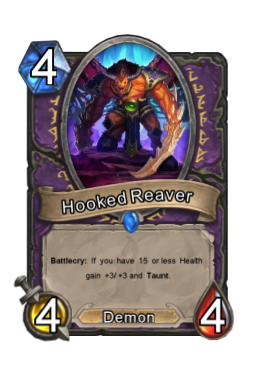 4
Hooked Reaver
Battlecry: If you have 15 or less Health
gain +3/+3 and Taunt.
4
Demon
4